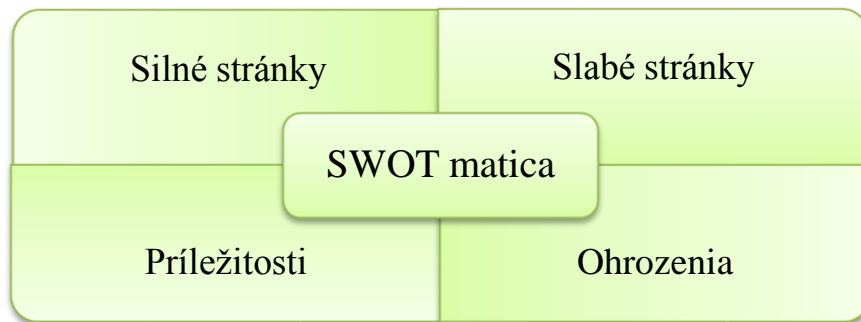 Silné stránky
Slabé stránky
SWOT matica
Príležitosti
Ohrozenia